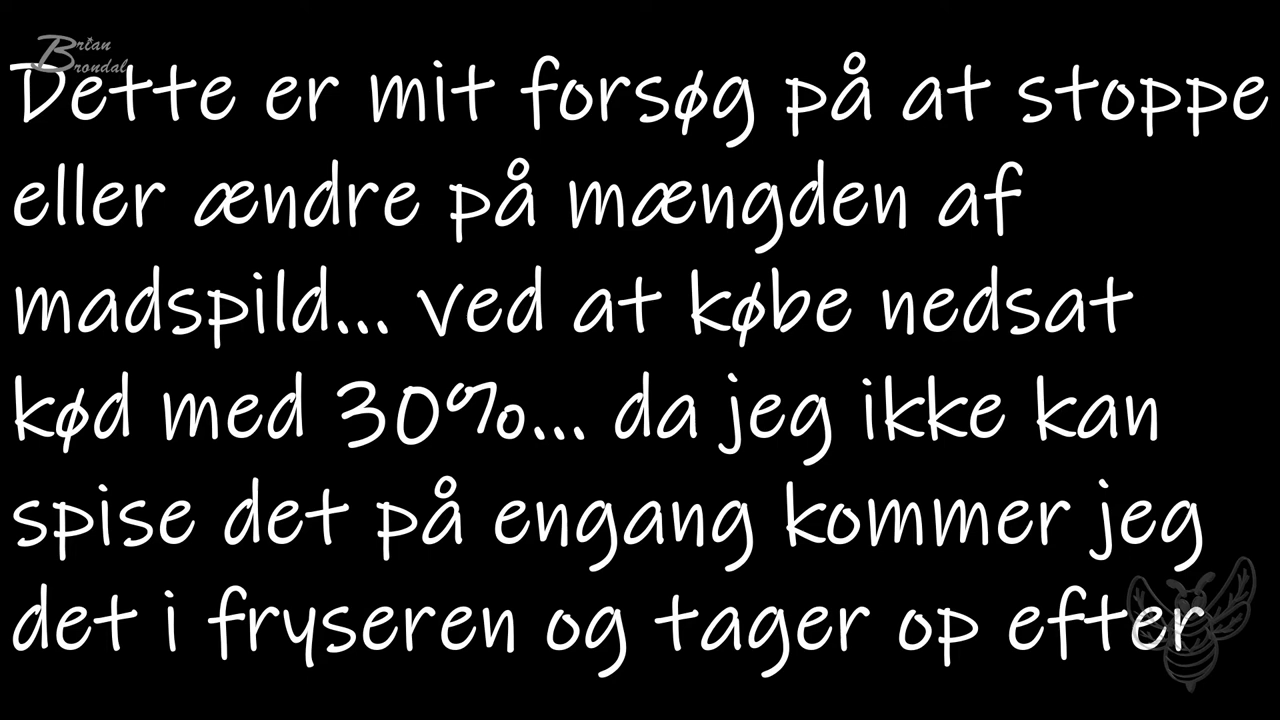 Brian
Brondal
Dette er mit forsøg på at stoppe
eller ændre på mængden af
madspild... ved at købe nedsat
kød med 30%... da jeg ikke kan
spise det på engang kommer jeg
det i fryseren og tager op efter